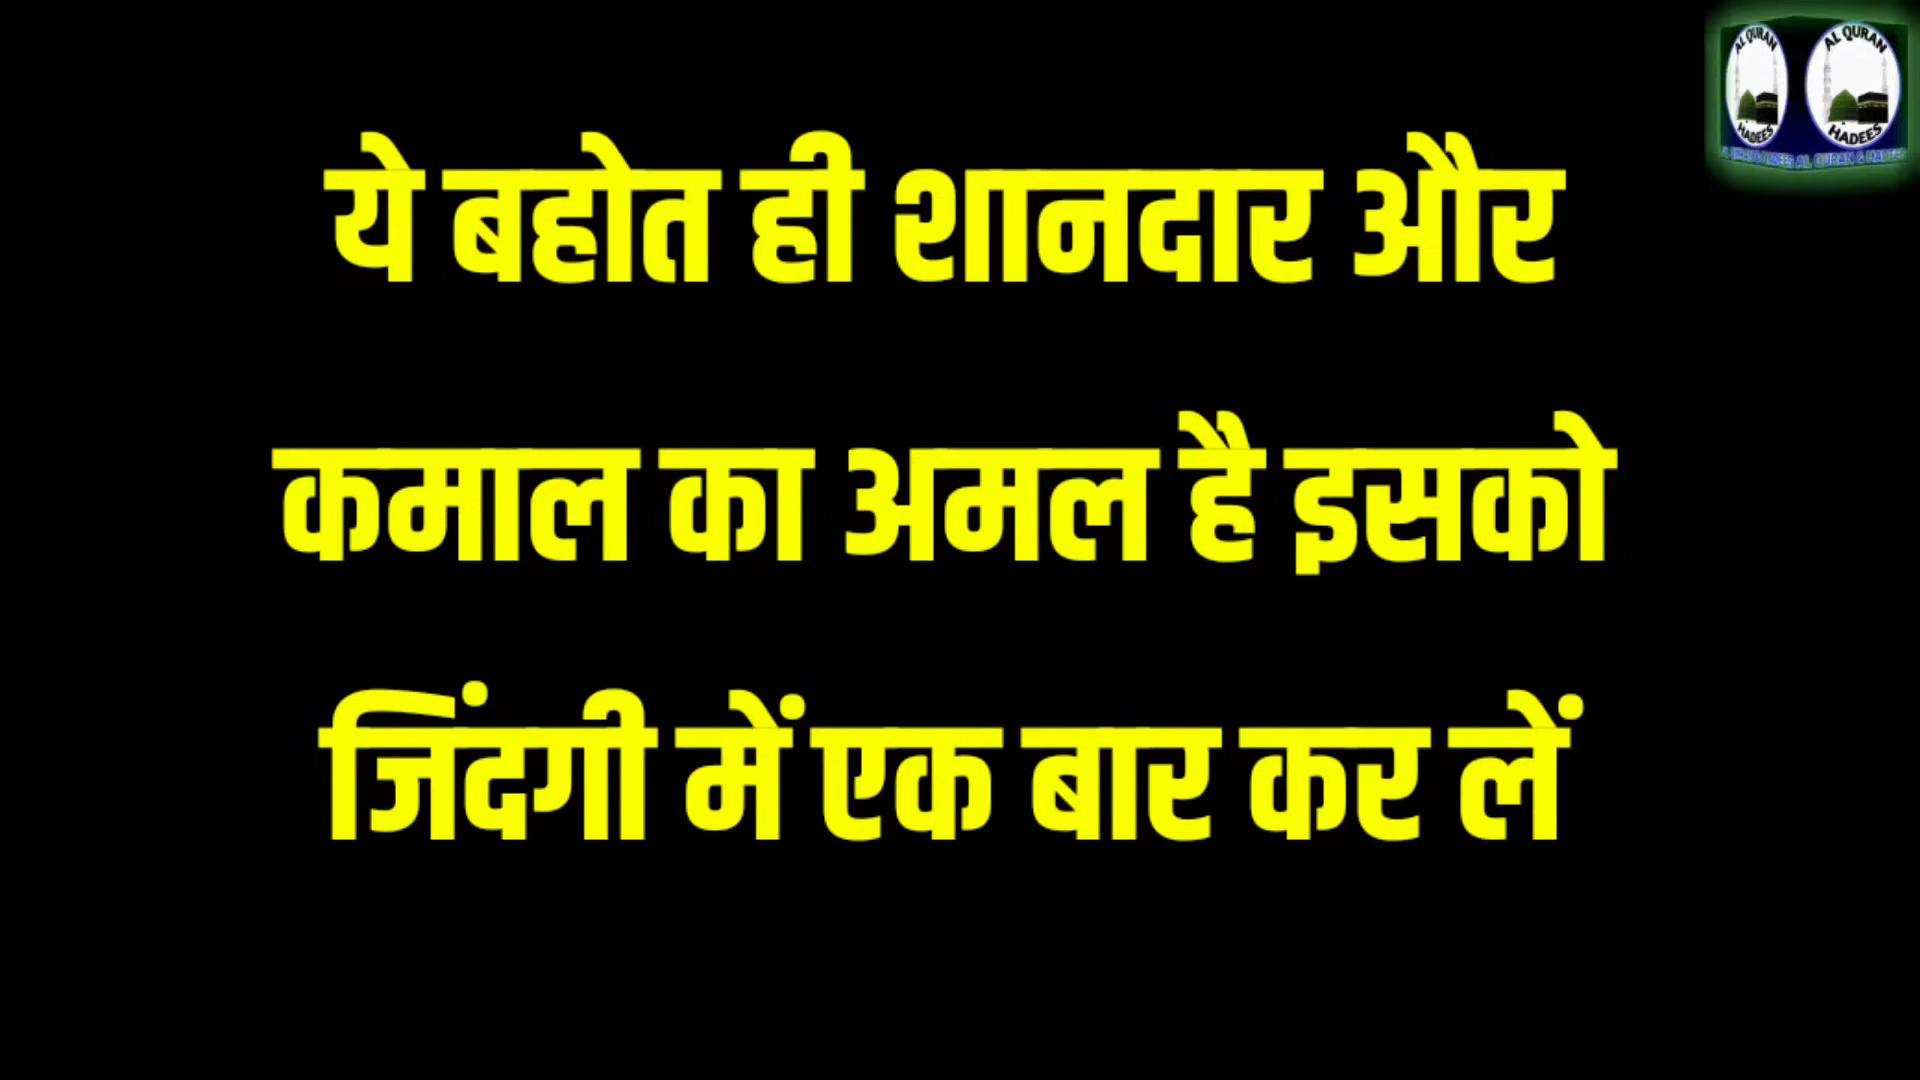 ये बहोत ही शानदार और
कमाल का अमल है इसको
जिंदगी में एक बार कर लें
AL QURAN
HADEES
AL QURAN
HADEES